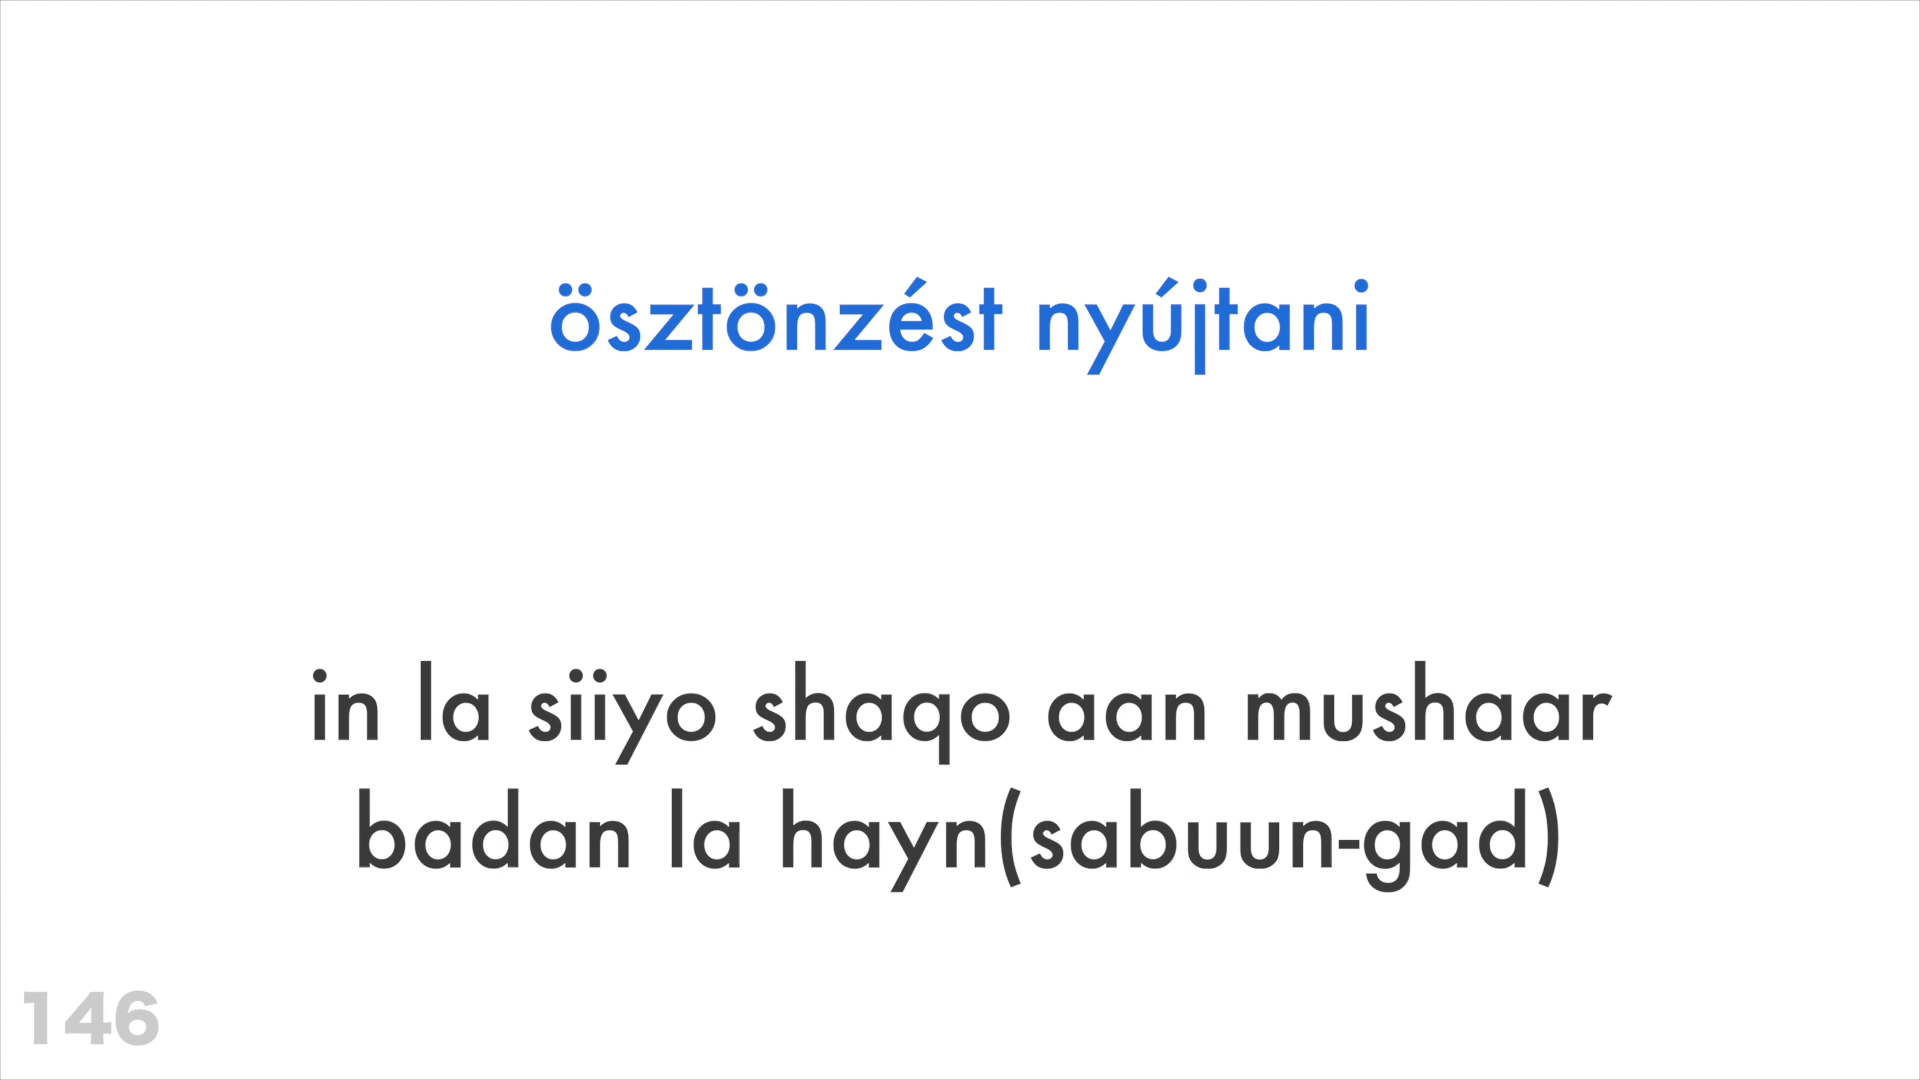 ösztönzést nyújtani
in la siiyo shaqo aan mushaar
badan la hayn(sabuun-gad)
146